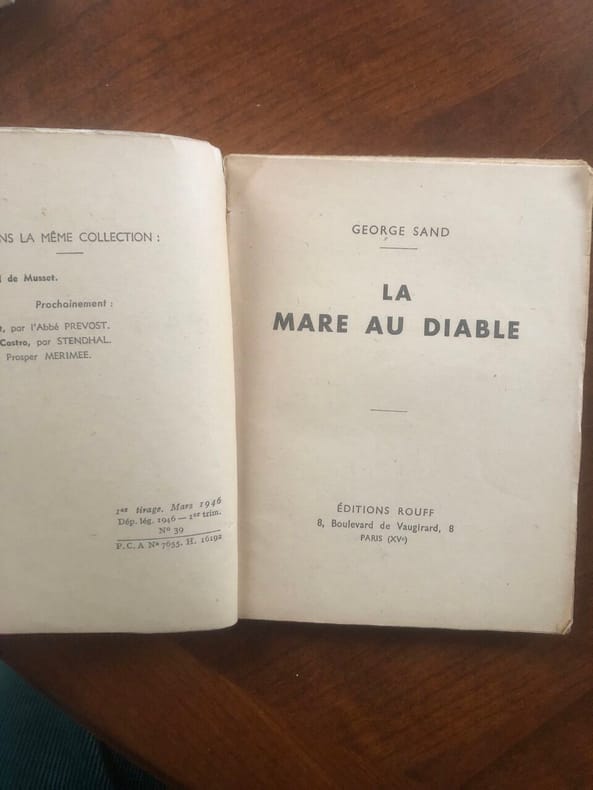 NS LA MÊME COLLECTION :
de Musset.
Prochainement :
par l'Abbé PREVOST.
Castro, par STENDHAL.
Prosper MERIMEE.
1er tirage. Mars 1946
Dép. lég. 1946 — 1er trim.
No 39
P. C. A No 7655. H. 16192
GEORGE SAND
LA
MARE AU DIABLE
ÉDITIONS ROUFF
8, Boulevard de Vaugirard, 8
PARIS (XVe)